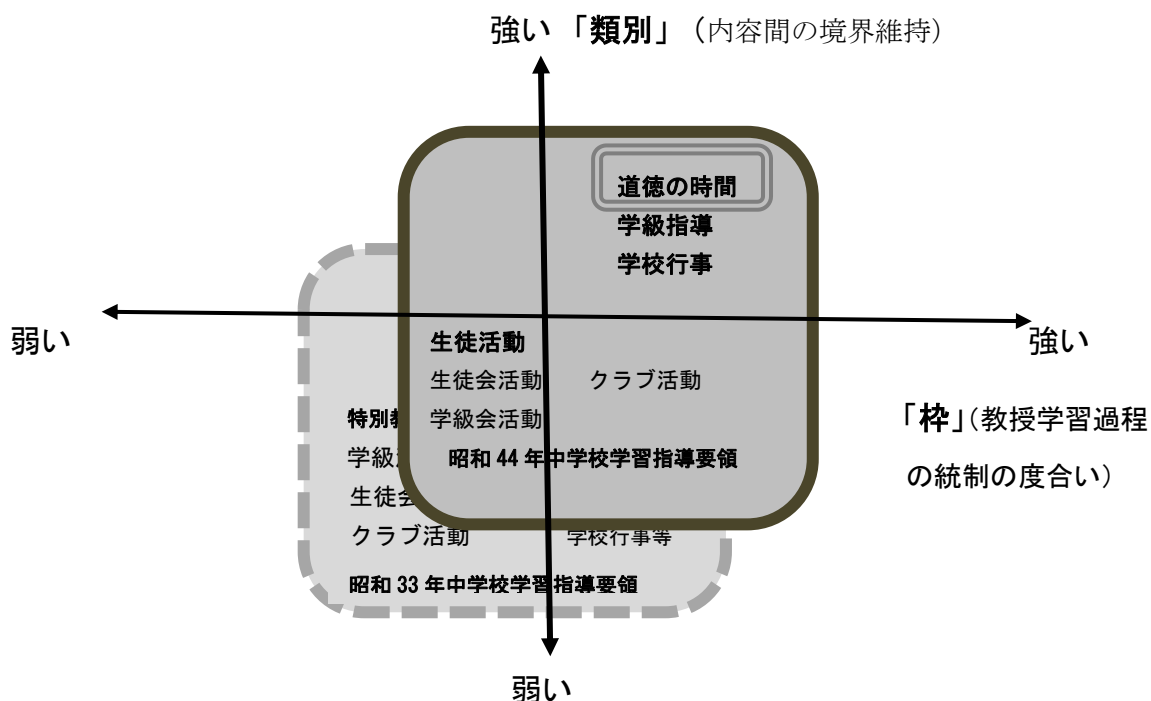 強い「類別」（内容間の境界維持）
道徳の時間
学級指導
学校行事
弱い
強い
生徒活動
生徒会活動 クラブ活動
学級会活動
昭和 44 年中学校学習指導要領
「枠」（教授学習過程
の統制の度合い）
特別
学級
生徒会
クラブ活動 学校行事等
昭和 33 年中学校学習指導要領
弱い